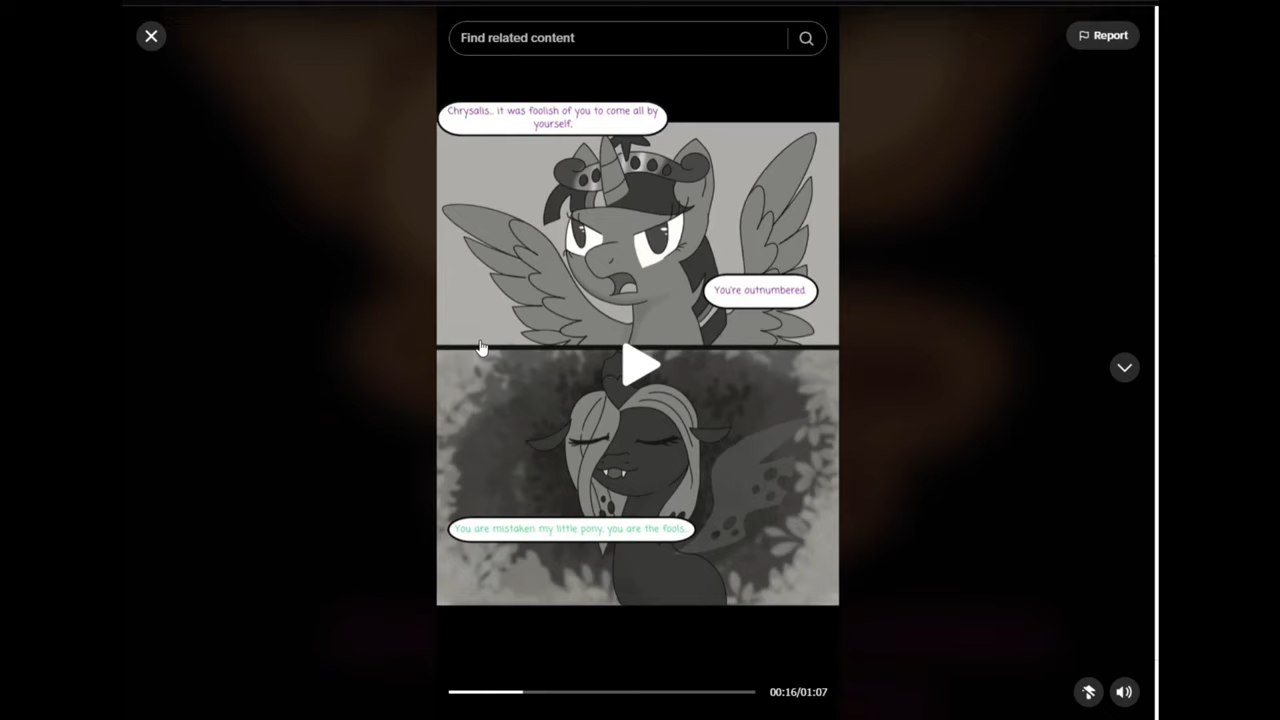 Find related content
Report
Chrysalis... it was foolish of you to come all by
yourself.
You're outnumbered.
You are mistaken my little pony, you are the fools.
00:16/01:07